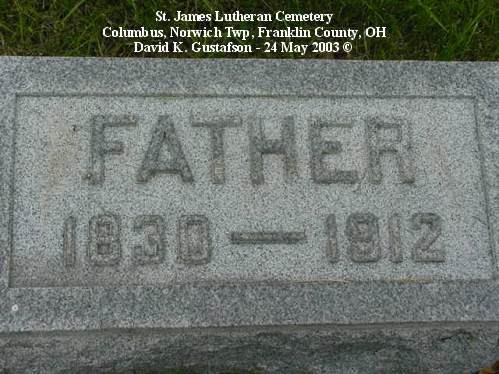 St. James Lutheran Cemetery
Columbus, Norwich Twp, Franklin County, OH
David K. Gustafson - 24 May 2003 ©
FATHER
1830 — 1912